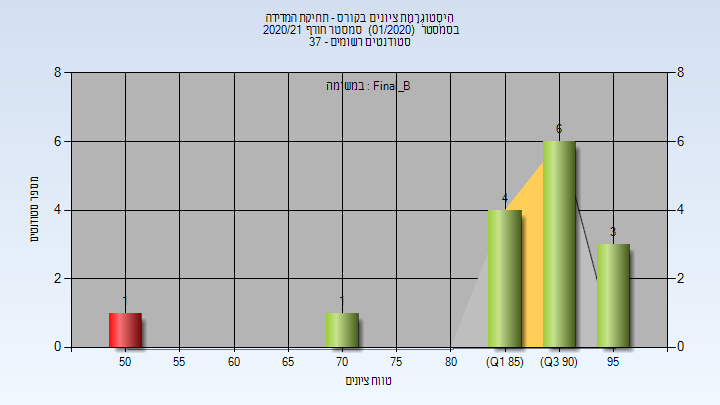 היסטוגרמת ציונים בקורס - תחיקת המדידה
בסמסטר (01/2020) סמסטר חורף 2020/21
סטודנטים רשומים - 37
במשימה : Final_B
8
6
4
2
0
8
6
4
2
0
מספר סטודנטים
1
1
4
6
3
50
55
60
65
70
75
80
(Q1 85)
(Q3 90)
95
טווח ציונים